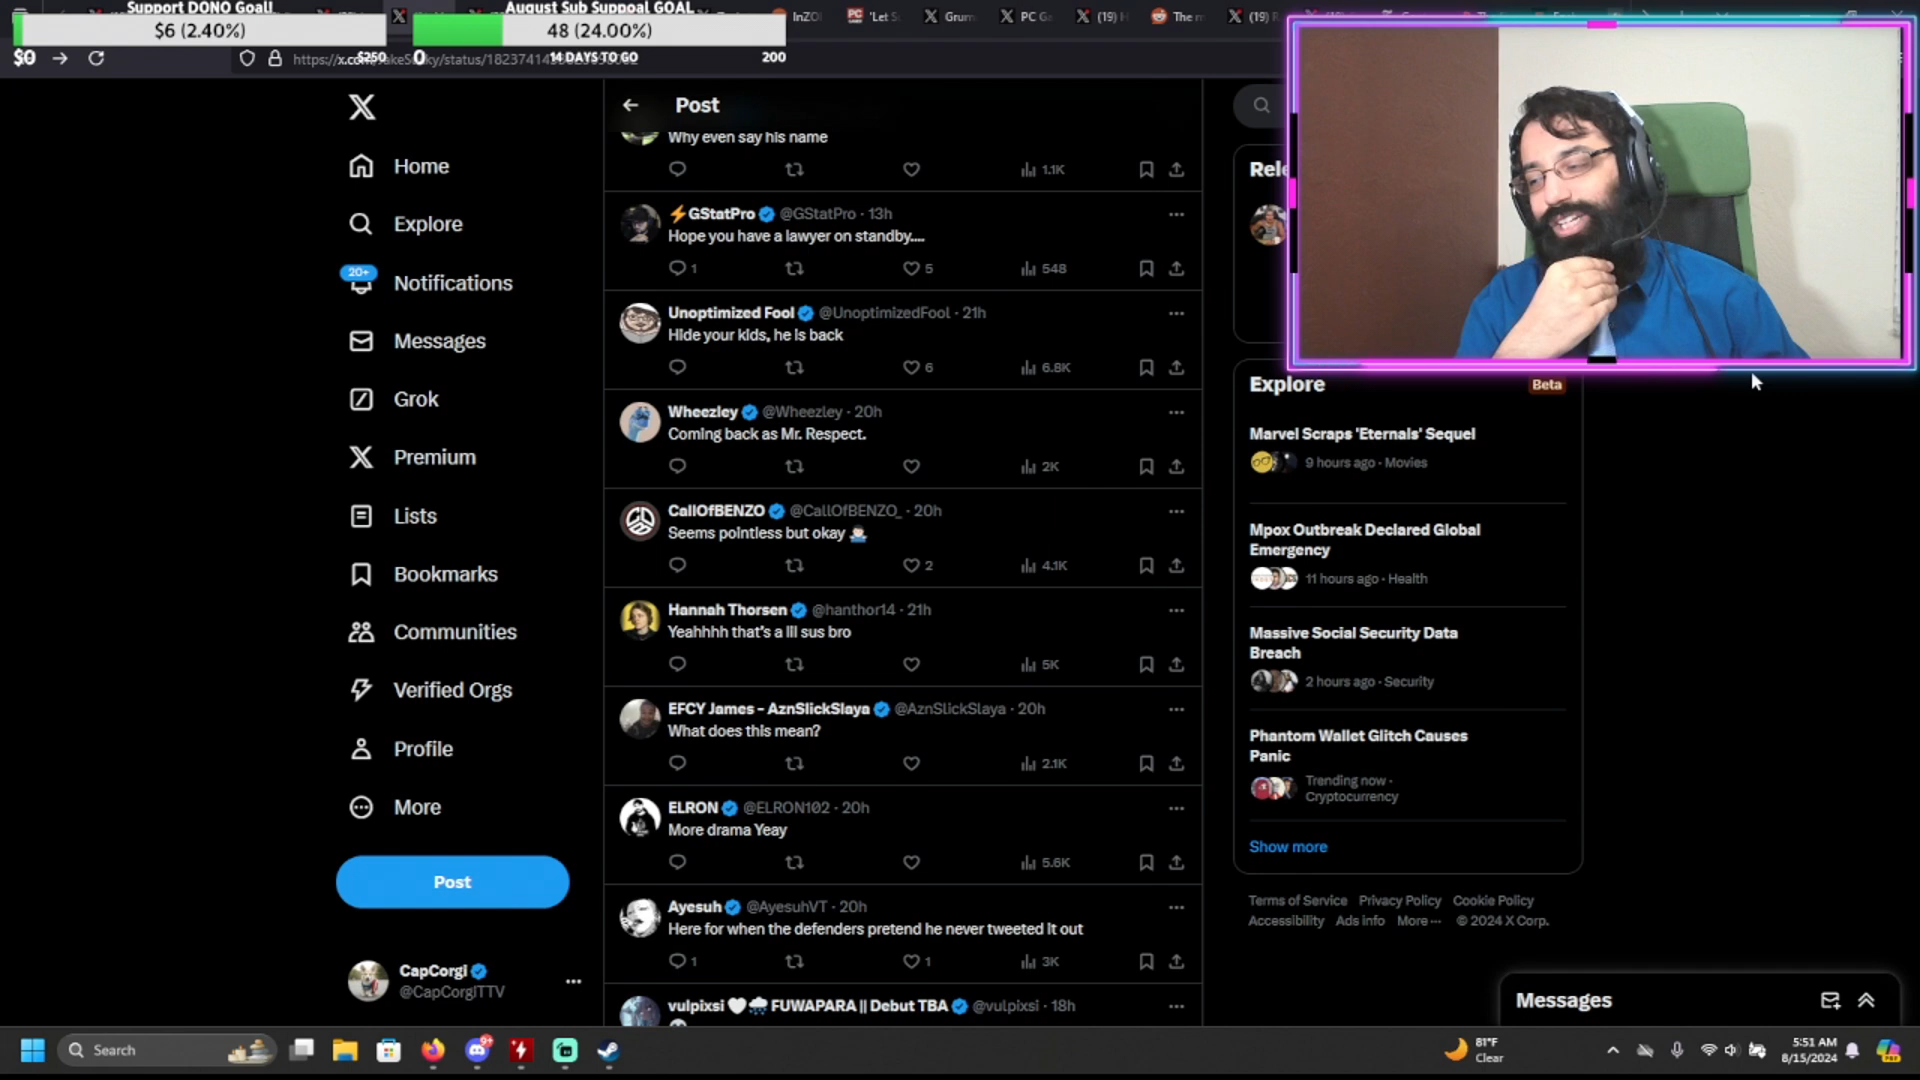 Support DONO Goal!
$6 (2.40%)
$0
$250
August Sub Suppoal GOAL
48 (24.00%)
0
14 DAYS TO GO
200
InZO
'Let S
Grum
PC Ga
(19) H
The m
(19)
Post
Why even say his name
1.1K
Home
Explore
20+
Notifications
Messages
Grok
Premium
Lists
Bookmarks
Communities
Verified Orgs
Profile
More
Post
CapCorgi
@CapCorgiTTV
⚡GStatPro @GStatPro · 13h
Hope you have a lawyer on standby....
1 5 548
Unoptimized Fool @UnoptimizedFool · 21h
Hide your kids, he is back
6 6.8K
Wheezley @Wheezley · 20h
Coming back as Mr. Respect.
2K
CallOfBENZO @CallOfBENZO_ · 20h
Seems pointless but okay
2 4.1K
Hannah Thorsen @hanthor14 · 21h
Yeahhhh that's a lil sus bro
5K
EFCY James - AznSlickSlaya @AznSlickSlaya · 20h
What does this mean?
2.1K
ELRON @ELRON102 · 20h
More drama Yeay
5.6K
Ayesuh @AyesuhVT · 20h
Here for when the defenders pretend he never tweeted it out
1 1 3K
vulpixsi 🤍🌧 FUWAPARA || Debut TBA @vulpixsi · 18h
Rele
Explore
Beta
Marvel Scraps 'Eternals' Sequel
9 hours ago · Movies
Mpox Outbreak Declared Global
Emergency
11 hours ago · Health
Massive Social Security Data
Breach
2 hours ago · Security
Phantom Wallet Glitch Causes
Panic
Trending now ·
Cryptocurrency
Show more
Terms of Service Privacy Policy Cookie Policy
Accessibility Ads info More ··· © 2024 X Corp.
Messages
Search
81°F
Clear
5:51 AM
8/15/2024